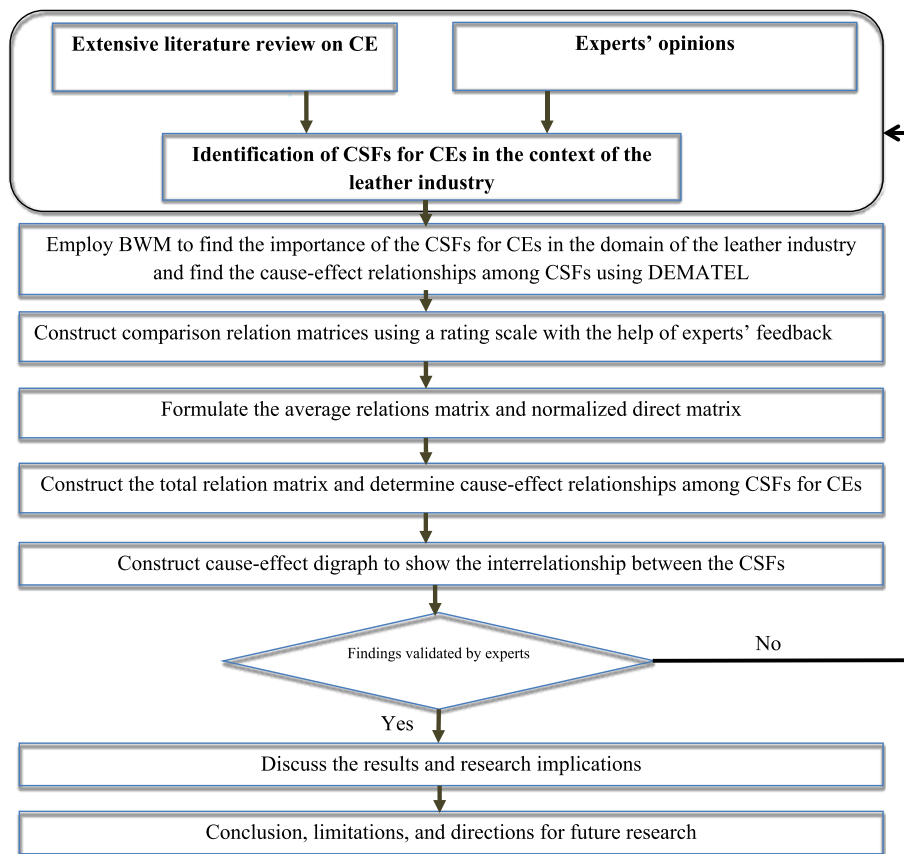 Extensive literature review on CE
Experts’ opinions
Identification of CSFs for CEs in the context of the
leather industry
Employ BWM to find the importance of the CSFs for CEs in the domain of the leather industry
and find the cause-effect relationships among CSFs using DEMATEL
Construct comparison relation matrices using a rating scale with the help of experts’ feedback
Formulate the average relations matrix and normalized direct matrix
Construct the total relation matrix and determine cause-effect relationships among CSFs for CEs
Construct cause-effect digraph to show the interrelationship between the CSFs
Findings validated by experts
No
Yes
Discuss the results and research implications
Conclusion, limitations, and directions for future research